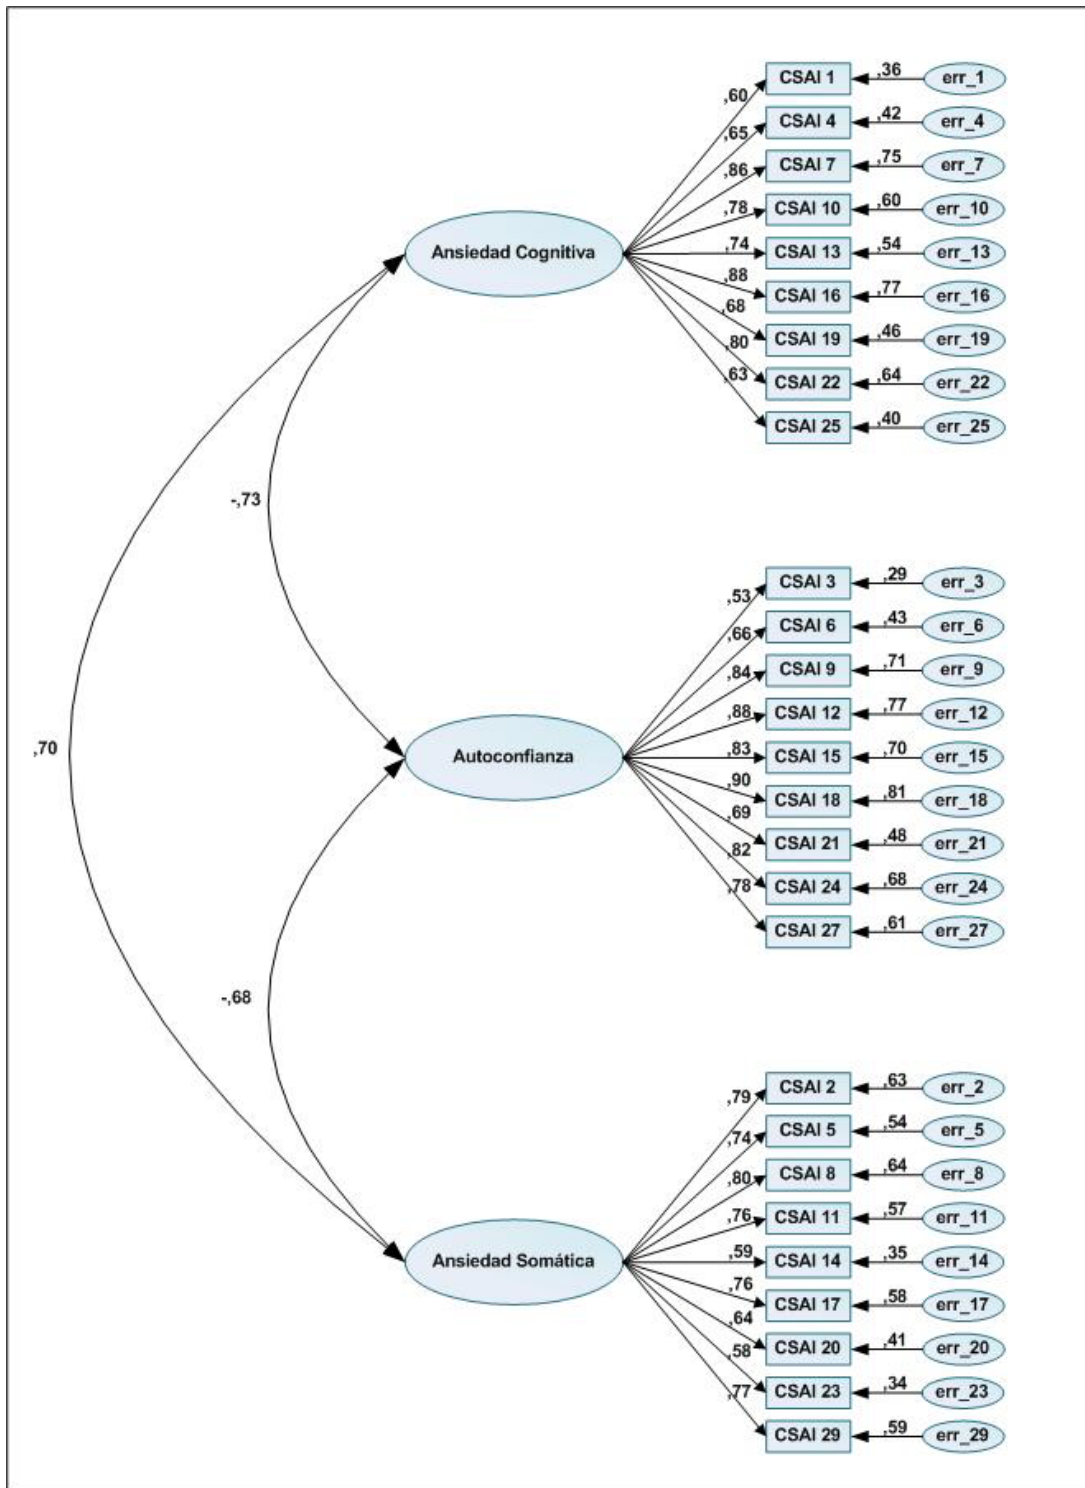 ,36
CSAI 1
err_1
,60
,42
CSAI 4
err_4
,65
,75
CSAI 7
err_7
,86
,60
CSAI 10
err_10
,78
,54
Ansiedad Cognitiva
,74
CSAI 13
err_13
,88
,77
CSAI 16
err_16
,68
,46
CSAI 19
err_19
,80
,64
CSAI 22
err_22
,63
,40
CSAI 25
err_25
-,73
,29
CSAI 3
err_3
,53
,43
CSAI 6
err_6
,66
,71
CSAI 9
err_9
,84
,77
CSAI 12
err_12
,88
,70
Autoconfianza
,83
CSAI 15
err_15
,90
,81
CSAI 18
err_18
,69
,48
CSAI 21
err_21
,82
,68
CSAI 24
err_24
,78
,61
CSAI 27
err_27
,70
-,68
,63
CSAI 2
err_2
,79
,54
CSAI 5
err_5
,74
,64
CSAI 8
err_8
,80
,57
CSAI 11
err_11
,76
,35
Ansiedad Somática
,59
CSAI 14
err_14
,76
,58
CSAI 17
err_17
,64
,41
CSAI 20
err_20
,58
,34
CSAI 23
err_23
,77
,59
CSAI 29
err_29